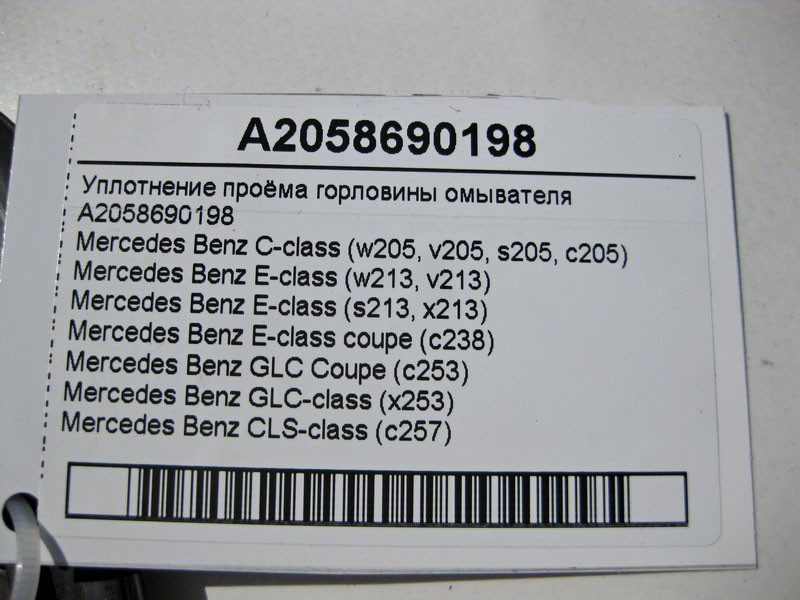 A2058690198
Уплотнение проёма горловины омывателя
A2058690198
Mercedes Benz C-class (w205, v205, s205, c205)
Mercedes Benz E-class (w213, v213)
Mercedes Benz E-class (s213, x213)
Mercedes Benz E-class coupe (c238)
Mercedes Benz GLC Coupe (c253)
Mercedes Benz GLC-class (x253)
Mercedes Benz CLS-class (c257)